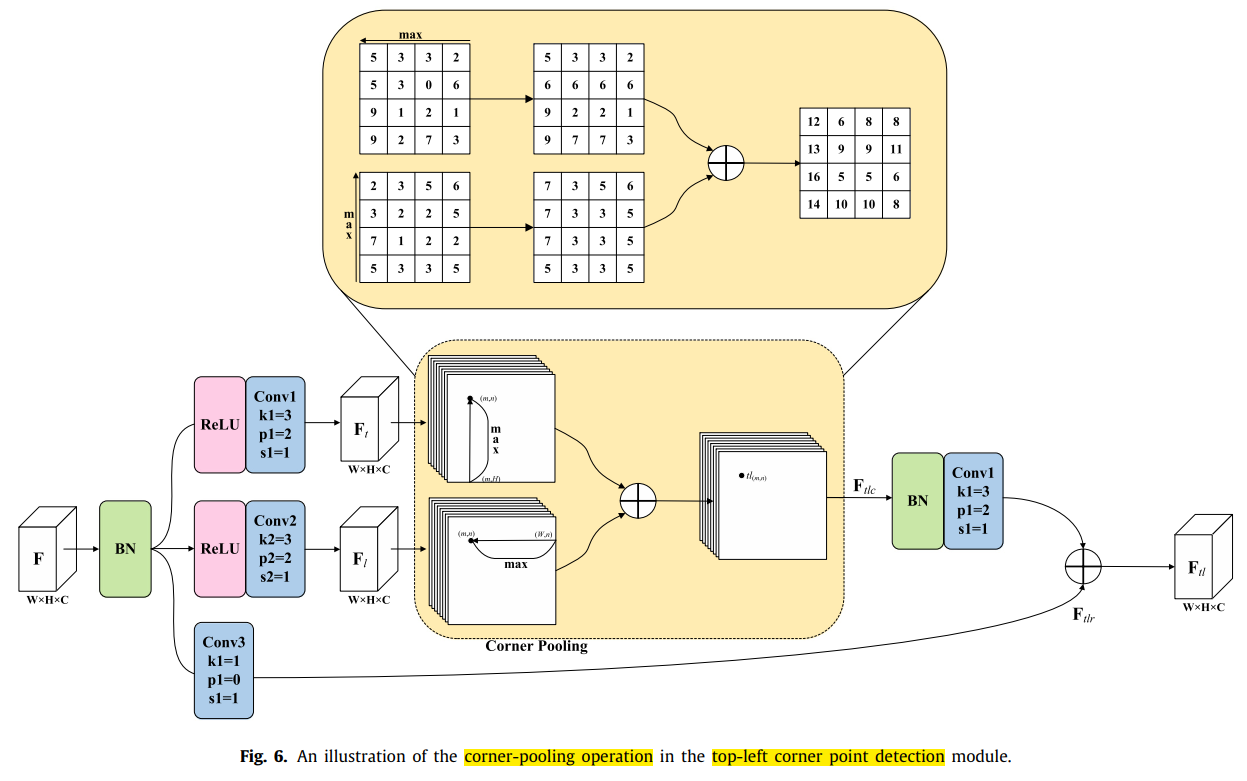 max
5 3 3 2
5 3 0 6
9 1 2 1
9 2 7 3
5 3 3 2
6 6 6 6
9 2 2 1
9 7 7 3
max
2 3 5 6
3 2 2 5
7 1 2 2
5 3 3 5
7 3 5 6
7 3 3 5
7 3 3 5
5 3 3 5
12 6 8 8
13 9 9 11
16 5 5 6
14 10 10 8
F
W×H×C
BN
ReLU
Conv1
k1=3
p1=2
s1=1
F_t
W×H×C
ReLU
Conv2
k2=3
p2=2
s2=1
F_l
W×H×C
Conv3
k1=1
p1=0
s1=1
(m,n)
max
(m,H)
(m,n)
(W,n)
max
tl(m,n)
Corner Pooling
F_tlc
BN
Conv1
k1=3
p1=2
s1=1
F_tlr
F_tl
W×H×C
Fig. 6. An illustration of the corner-pooling operation in the top-left corner point detection module.